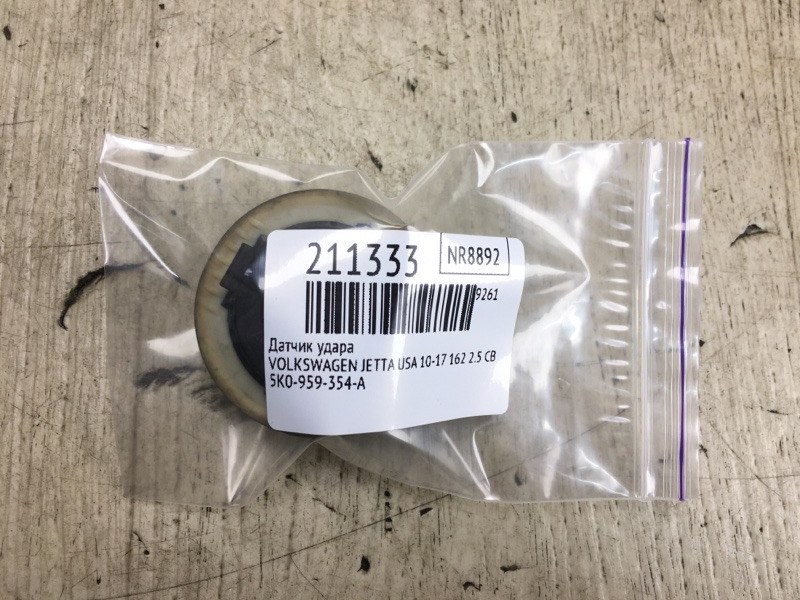 211333 NR8892
9261
Датчик удара
VOLKSWAGEN JETTA USA 10-17 162 2.5 CB
5K0-959-354-A